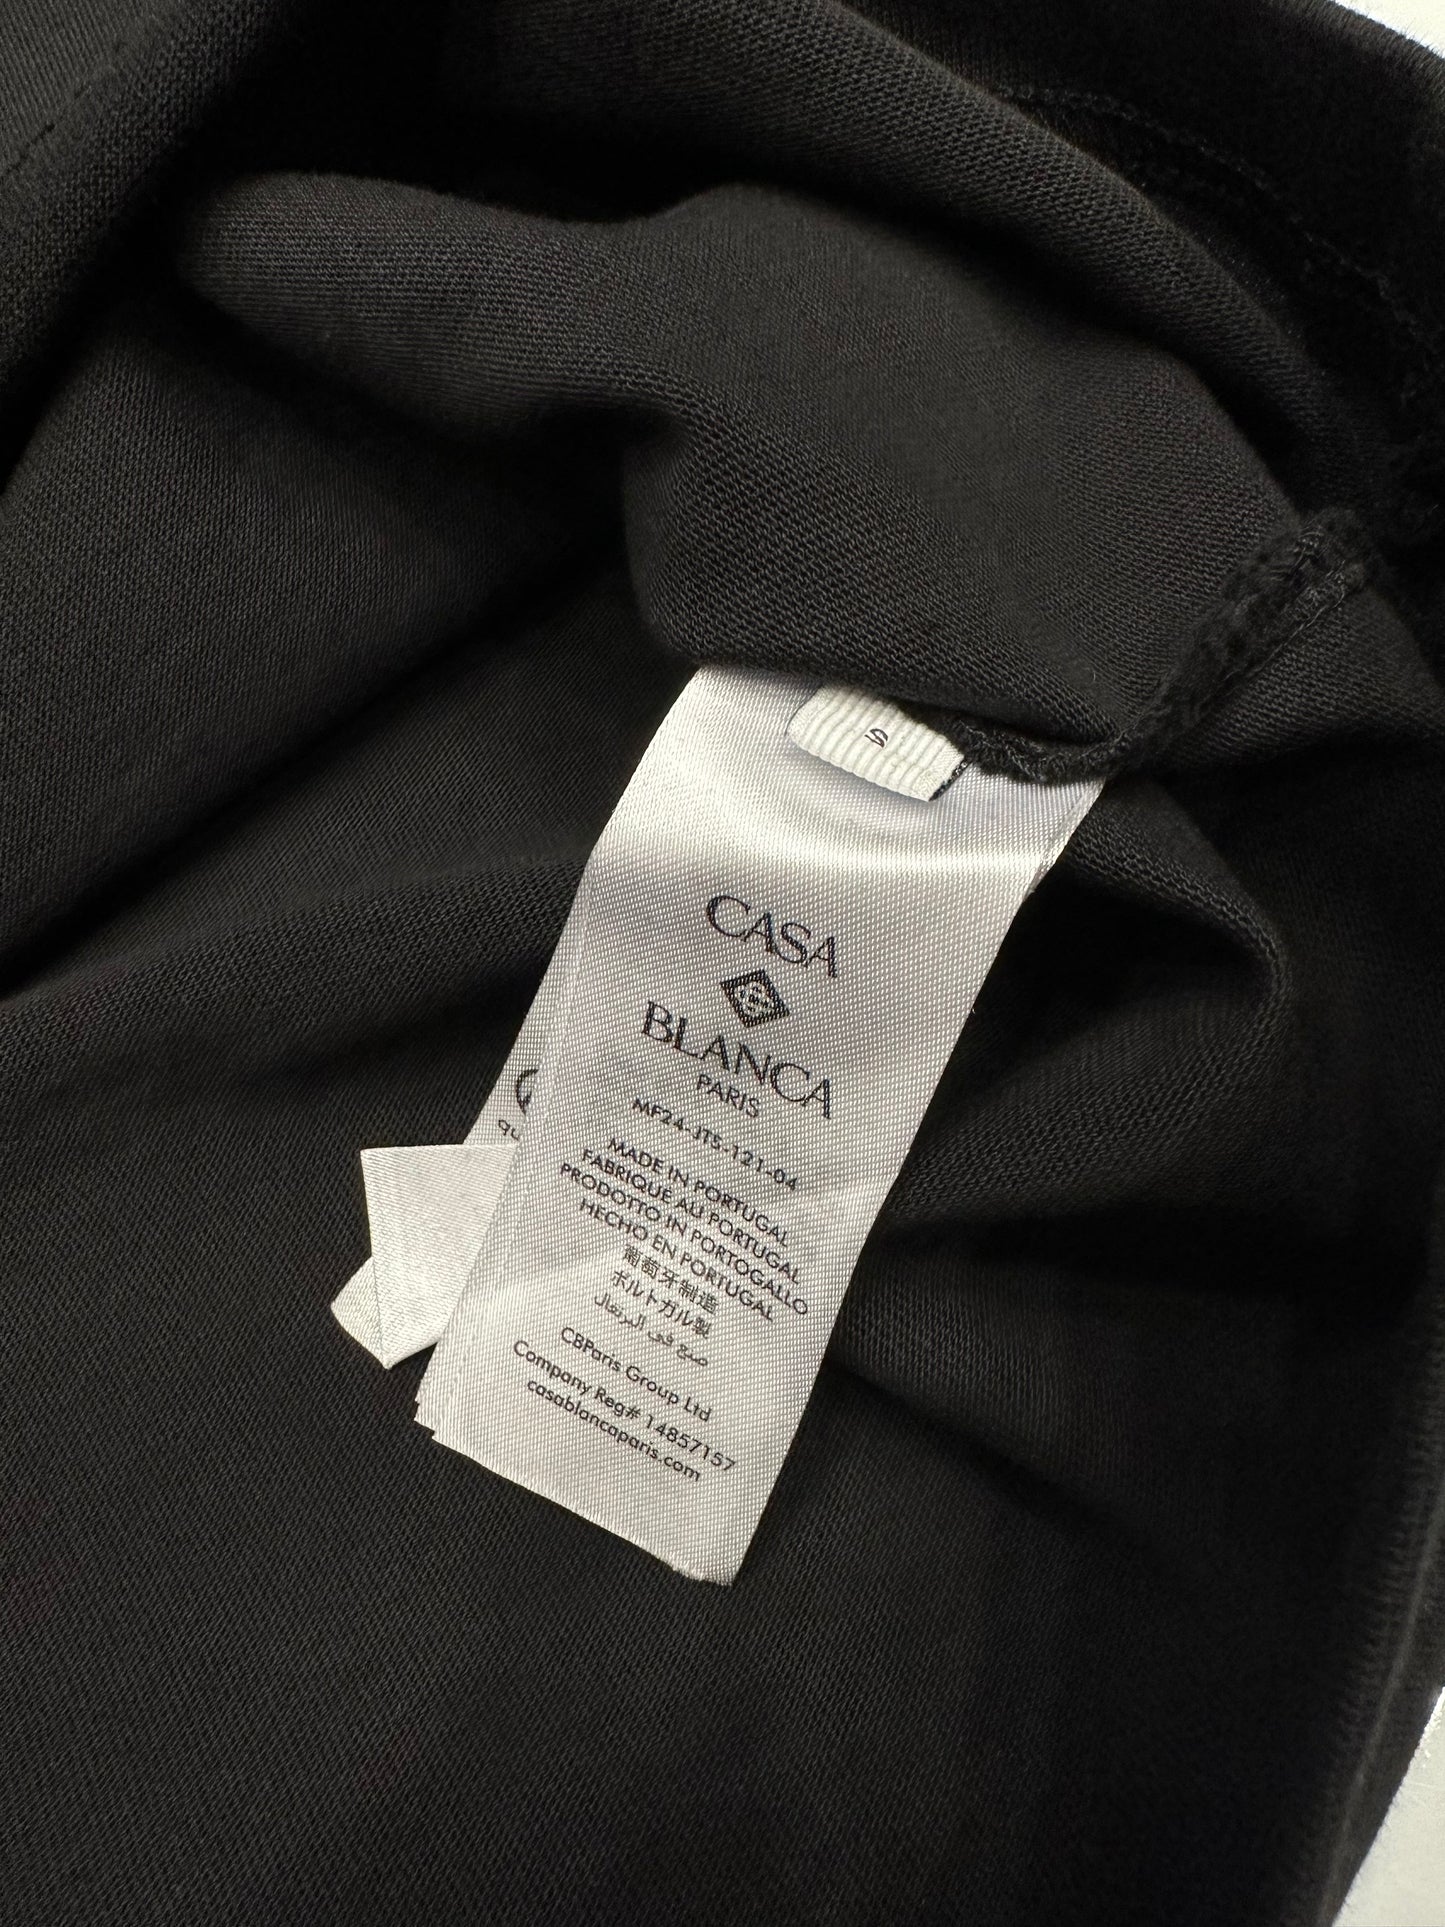 S
CASA
BLANCA
PARIS
MF24-JTS-121-04
MADE IN PORTUGAL
FABRIQUÉ AU PORTUGAL
PRODOTTO IN PORTOGALLO
HECHO EN PORTUGAL
葡萄牙制造
ポルトガル製
صنع في البرتغال
CBParis Group Ltd
Company Reg# 14857157
casablancaparis.com